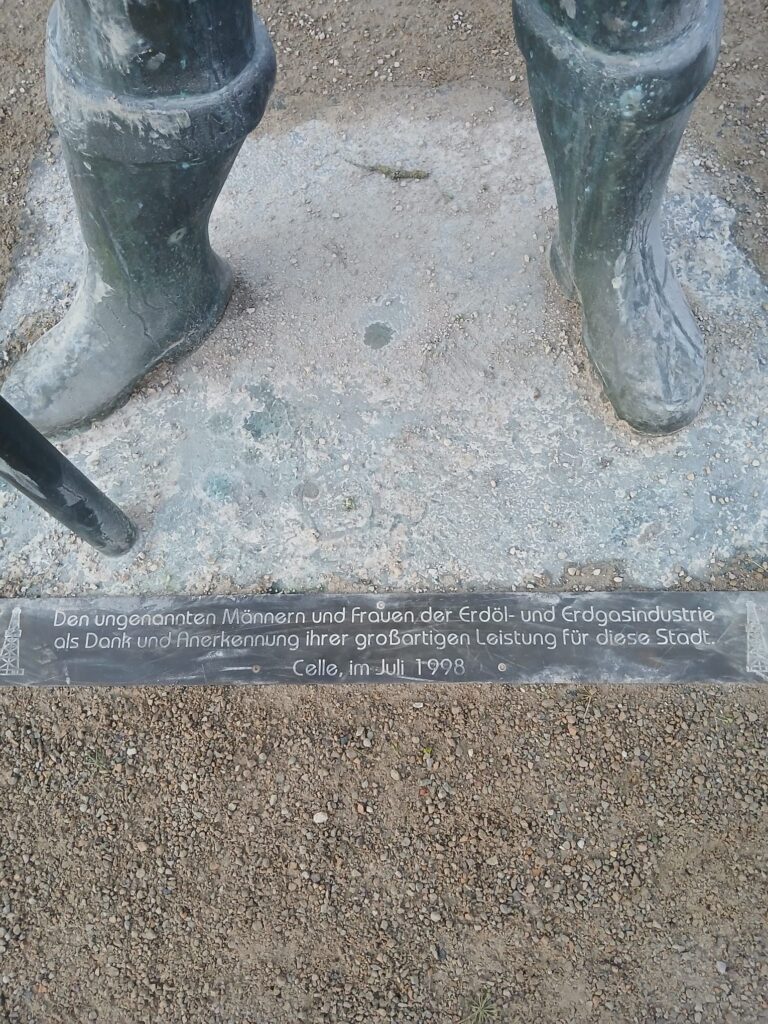 Den ungenannten Männern und Frauen der Erdöl- und Erdgasindustrie
als Dank und Anerkennung ihrer großartigen Leistung für diese Stadt.
Celle, im Juli 1998